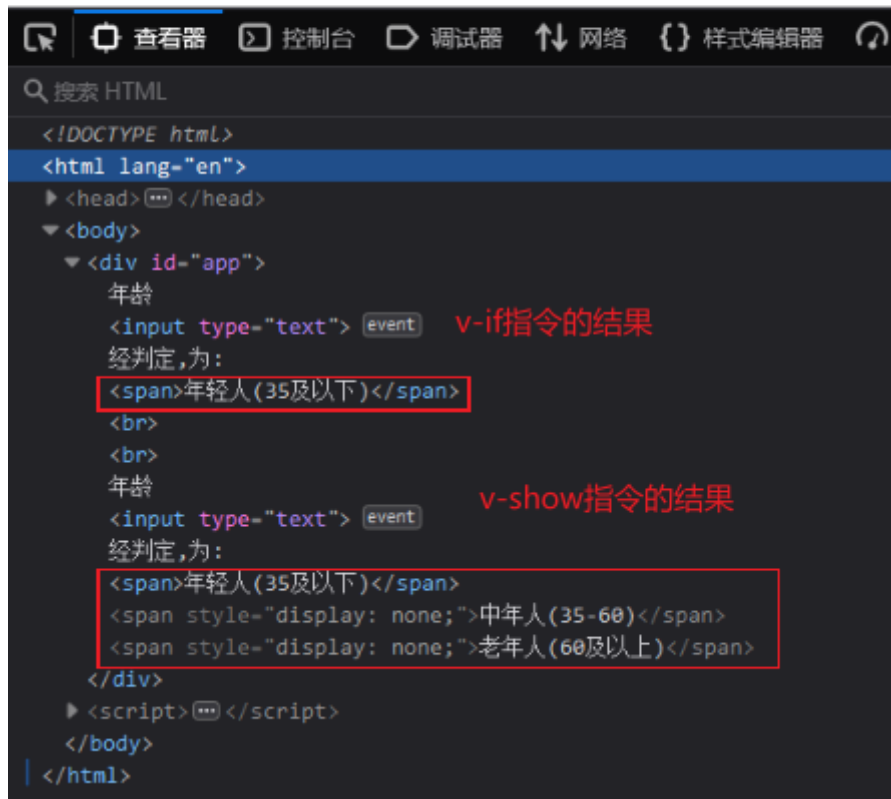 查看器 控制台 调试器 网络 {} 样式编辑器
搜索 HTML
<!DOCTYPE html>
<html lang="en">
<head>⋯</head>
<body>
<div id="app">
年龄
<input type="text"> event v-if指令的结果
经判定,为:
<span>年轻人(35及以下)</span>
<br>
<br>
年龄
<input type="text"> event v-show指令的结果
经判定,为:
<span>年轻人(35及以下)</span>
<span style="display: none;">中年人(35-60)</span>
<span style="display: none;">老年人(60及以上)</span>
</div>
<script>⋯</script>
</body>
</html>